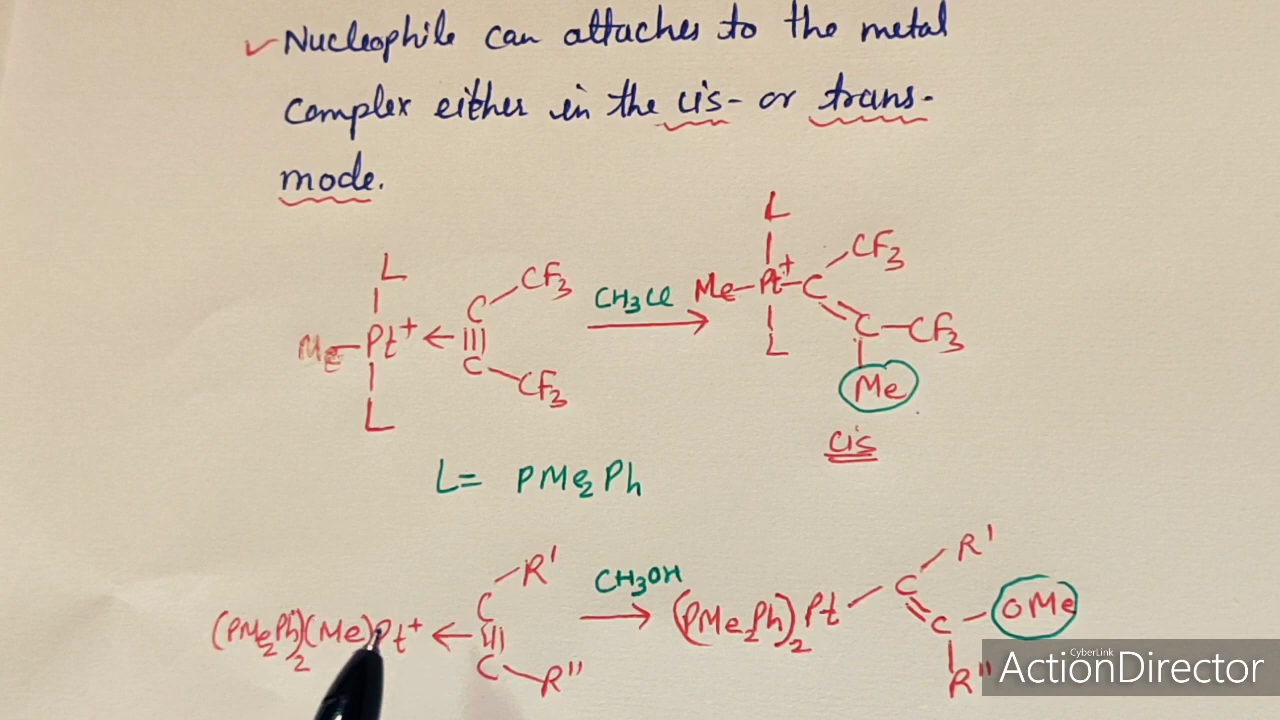 Nucleophile can attaches to the metal
complex either in the cis- or trans-
mode.
L
Me-Pt+ ← C≡C CF3 CF3
L
CH3Cl
L
Me-Pt+-C=C CF3 CF3
L
Me
cis
L= PMe2Ph
(PMe2Ph)2(Me)Pt+ ← C≡C R' R''
CH3OH
(PMe2Ph)2Pt C=C R' OMe R''
CyberLink
ActionDirector